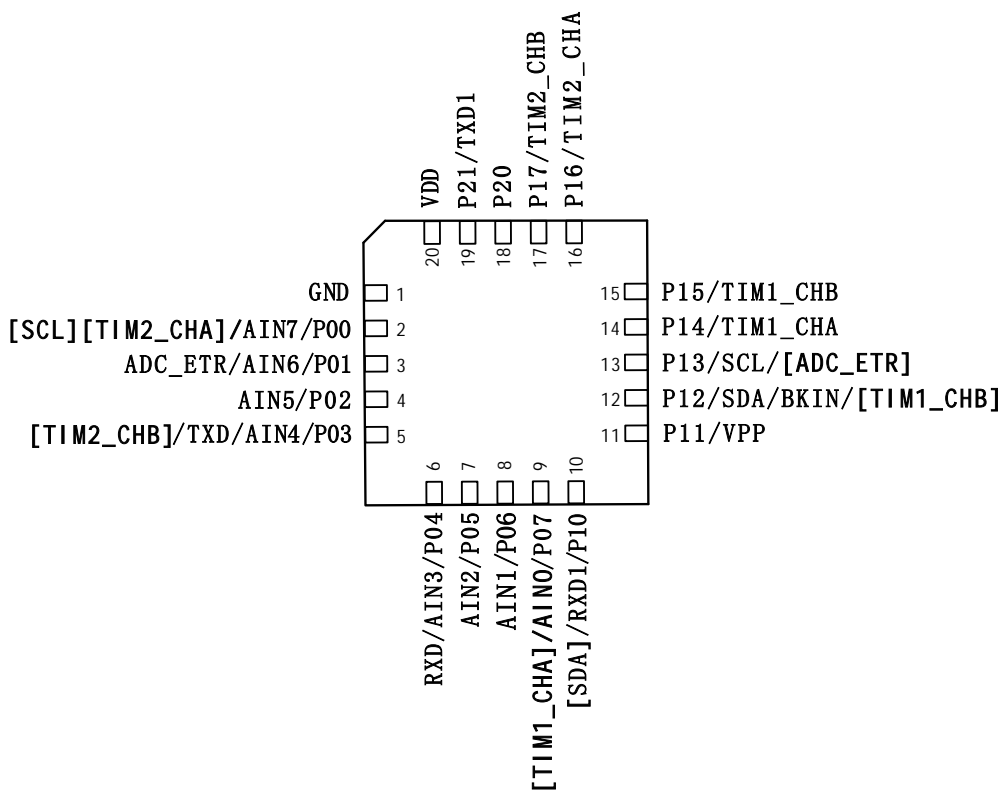 VDD
P21/TXD1
P20
P17/TIM2_CHB
P16/TIM2_CHA
20
19
18
17
16
GND 1
[SCL][TIM2_CHA]/AIN7/P00 2
ADC_ETR/AIN6/P01 3
AIN5/P02 4
[TIM2_CHB]/TXD/AIN4/P03 5
15 P15/TIM1_CHB
14 P14/TIM1_CHA
13 P13/SCL/[ADC_ETR]
12 P12/SDA/BKIN/[TIM1_CHB]
11 P11/VPP
6
7
8
9
10
RXD/AIN3/P04
AIN2/P05
AIN1/P06
[TIM1_CHA]/AIN0/P07
[SDA]/RXD1/P10